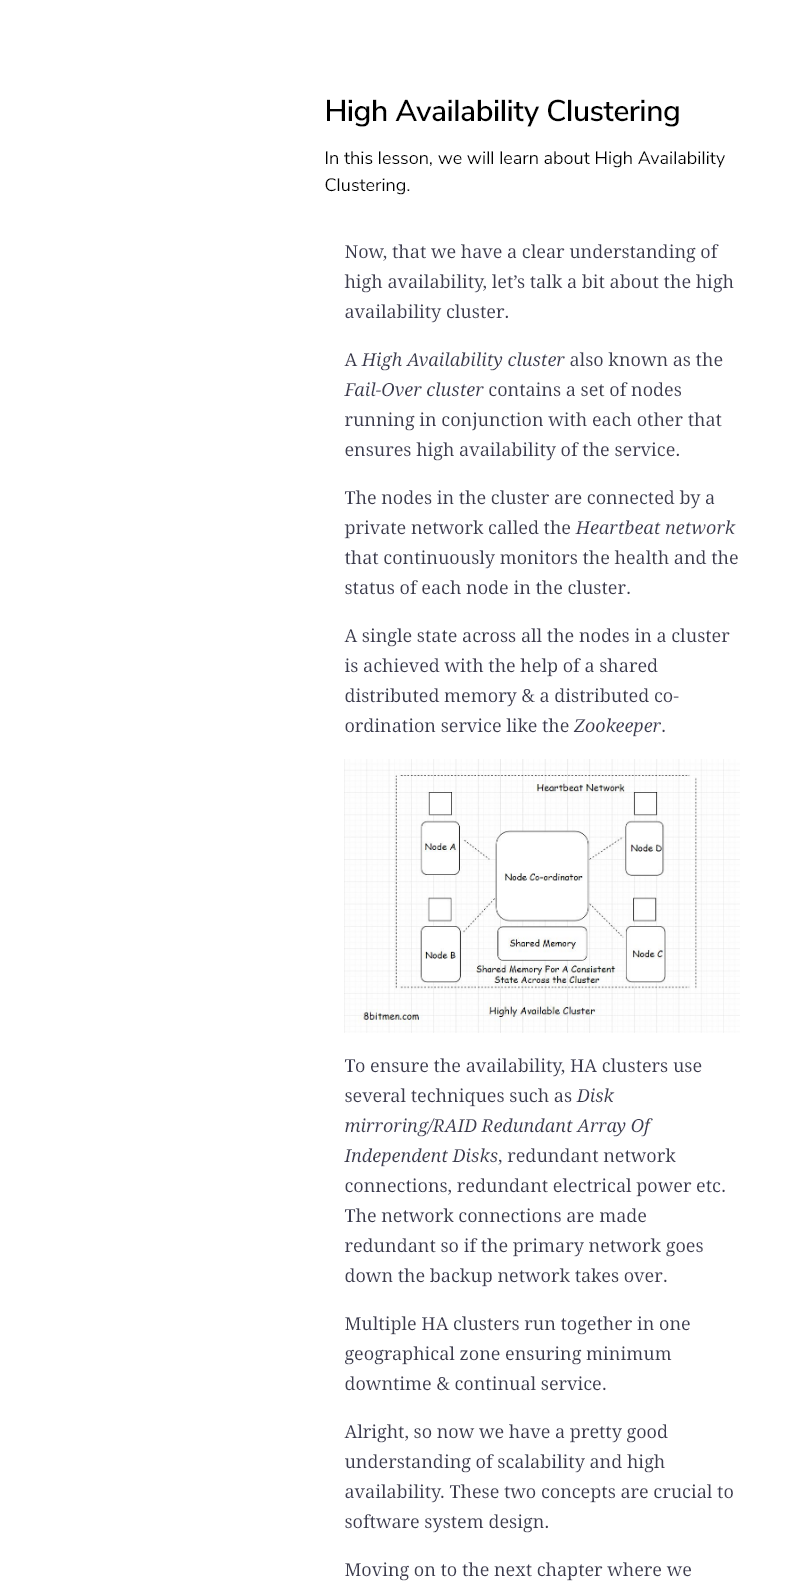 High Availability Clustering
In this lesson, we will learn about High Availability
Clustering.
Now, that we have a clear understanding of
high availability, let’s talk a bit about the high
availability cluster.
A High Availability cluster also known as the
Fail-Over cluster contains a set of nodes
running in conjunction with each other that
ensures high availability of the service.
The nodes in the cluster are connected by a
private network called the Heartbeat network
that continuously monitors the health and the
status of each node in the cluster.
A single state across all the nodes in a cluster
is achieved with the help of a shared
distributed memory & a distributed co-
ordination service like the Zookeeper.
Heartbeat Network
Node A
Node D
Node Co-ordinator
Shared Memory
Node B
Node C
Shared Memory For A Consistent
State Across the Cluster
Highly Available Cluster
8bitmen.com
To ensure the availability, HA clusters use
several techniques such as Disk
mirroring/RAID Redundant Array Of
Independent Disks, redundant network
connections, redundant electrical power etc.
The network connections are made
redundant so if the primary network goes
down the backup network takes over.
Multiple HA clusters run together in one
geographical zone ensuring minimum
downtime & continual service.
Alright, so now we have a pretty good
understanding of scalability and high
availability. These two concepts are crucial to
software system design.
Moving on to the next chapter where we